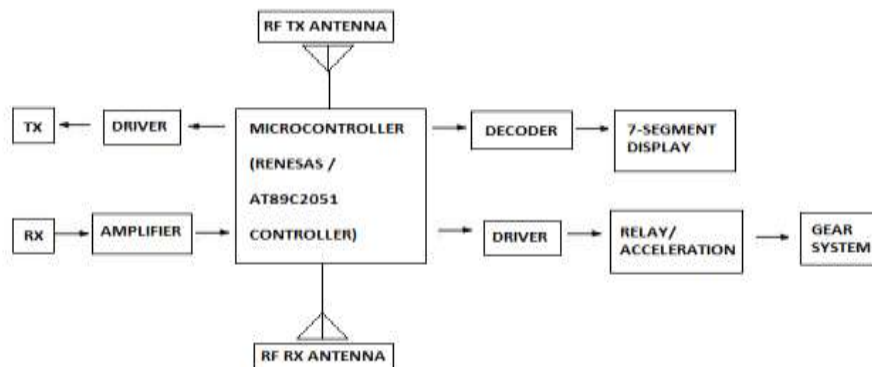 RF TX ANTENNA
TX
DRIVER
MICROCONTROLLER
(RENESAS /
AT89C2051
CONTROLLER)
DECODER
7-SEGMENT
DISPLAY
RX
AMPLIFIER
DRIVER
RELAY/
ACCELERATION
GEAR
SYSTEM
RF RX ANTENNA